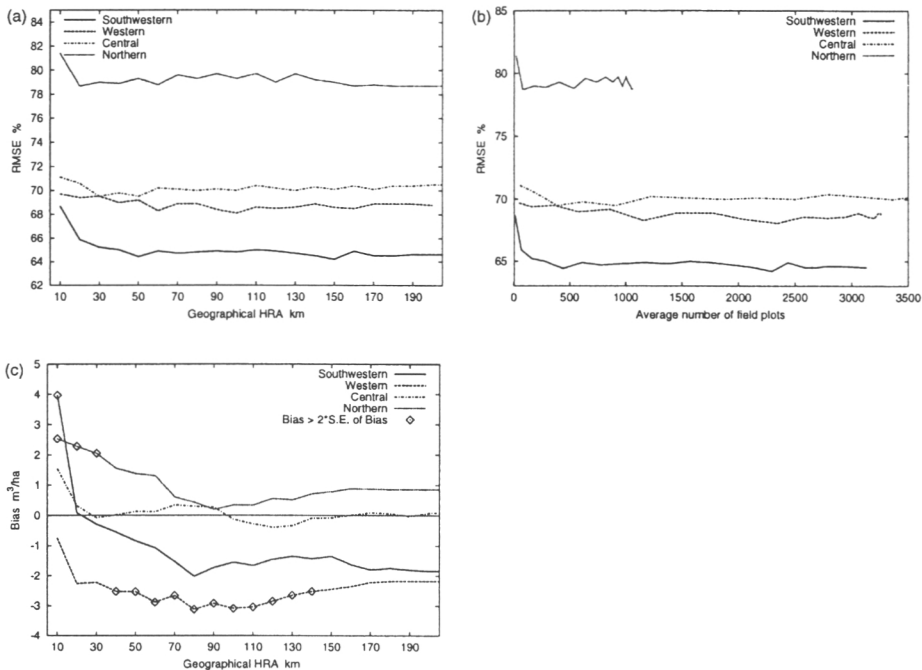 (a)
Southwestern
Western
Central
Northern
RMSE %
84
82
80
78
76
74
72
70
68
66
64
62
10 30 50 70 90 110 130 150 170 190
Geographical HRA km
(b)
Southwestern
Western
Central
Northern
RMSE %
85
80
75
70
65
0 500 1000 1500 2000 2500 3000 3500
Average number of field plots
(c)
Southwestern
Western
Central
Northern
Bias > 2*S.E. of Bias
Bias m³/ha
5
4
3
2
1
0
-1
-2
-3
-4
10 30 50 70 90 110 130 150 170 190
Geographical HRA km